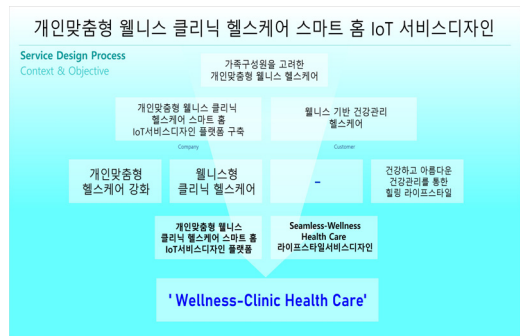 개인맞춤형 웰니스 클리닉 헬스케어 스마트 홈 IoT 서비스디자인
Service Design Process
Context & Objective
가족구성원을 고려한
개인맞춤형 웰니스 헬스케어
개인맞춤형 웰니스 클리닉
헬스케어 스마트 홈
IoT서비스디자인 플랫폼 구축
웰니스 기반 건강관리
헬스케어
Company
Customer
개인맞춤형
헬스케어 강화
웰니스형
클리닉 헬스케어
-
건강하고 아름다운
건강관리를 통한
힐링 라이프스타일
개인맞춤형 웰니스
클리닉 헬스케어 스마트 홈
IoT서비스디자인 플랫폼
Seamless-Wellness
Health Care
라이프스타일서비스디자인
' Wellness-Clinic Health Care'